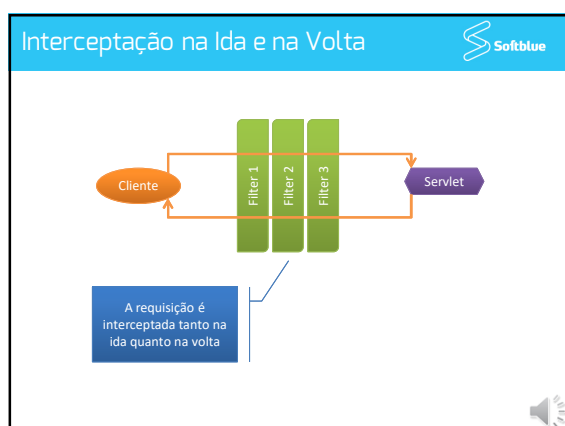 Interceptação na Ida e na Volta
Softblue
Cliente
Filter 1
Filter 2
Filter 3
Servlet
A requisição é
interceptada tanto na
ida quanto na volta